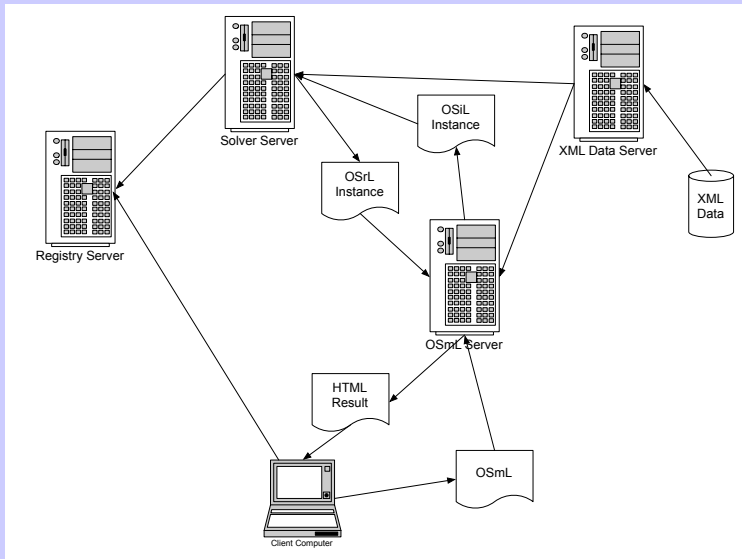 Solver Server
OSiL
Instance
XML Data Server
OSrL
Instance
XML
Data
Registry Server
OSmL Server
HTML
Result
OSmL
Client Computer